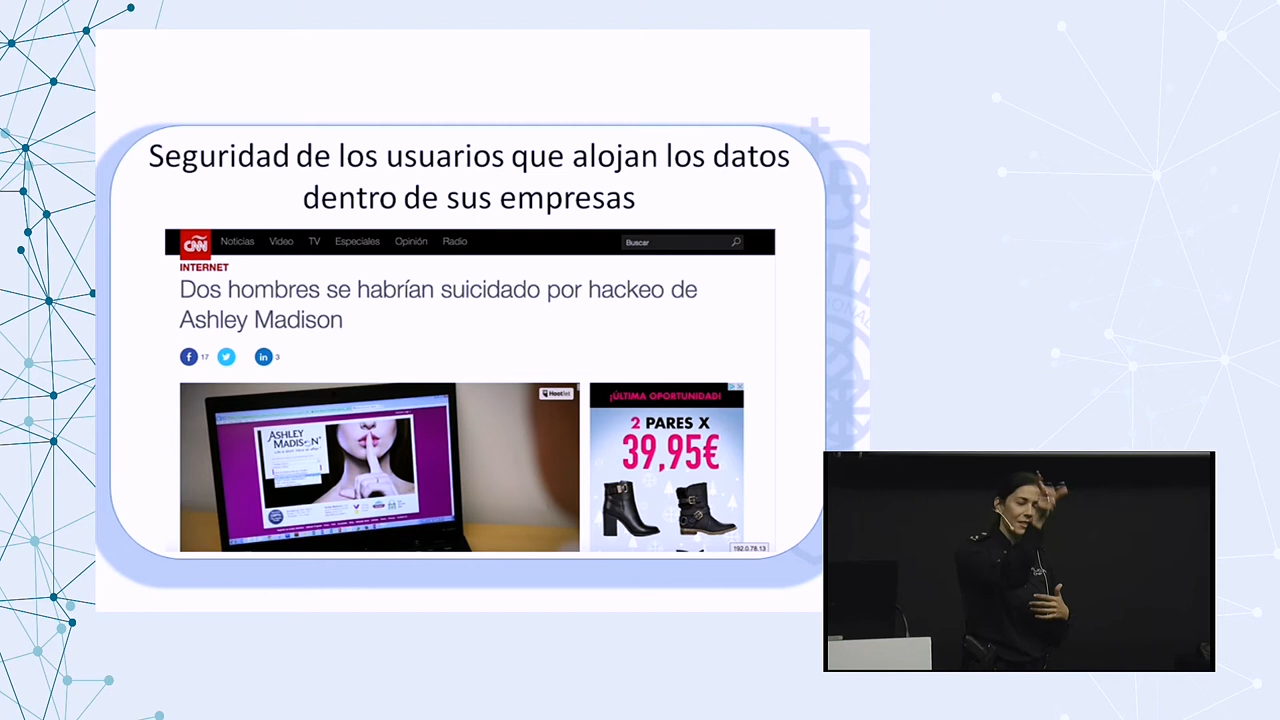 Seguridad de los usuarios que alojan los datos
dentro de sus empresas
CNN
Noticias Video TV Especiales Opinión Radio
Buscar
INTERNET
Dos hombres se habrían suicidado por hackeo de
Ashley Madison
17
3
Hootlet
ASHLEY
MADISON
¡ÚLTIMA OPORTUNIDAD!
2 PARES X
39,95€
192.0.78.13